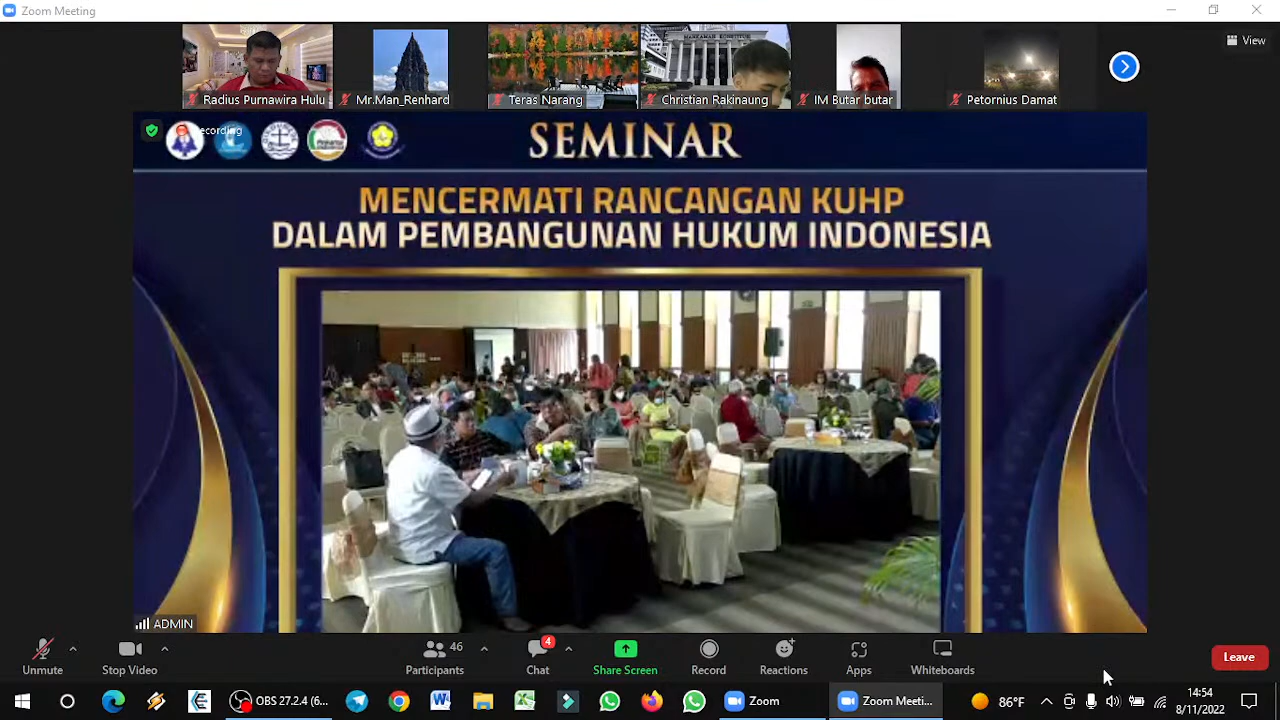 Zoom Meeting
View
Radius Purnawira Hulu
Mr.Man_Renhard
Teras Narang
Christian Rakinaung
IM Butar butar
Petornius Damat
Recording
SEMINAR
MENCERMATI RANCANGAN KUHP
DALAM PEMBANGUNAN HUKUM INDONESIA
ADMIN
Unmute
Stop Video
46
Participants
4
Chat
Share Screen
Record
Reactions
Apps
Whiteboards
Leave
OBS 27.2.4 (6...
Zoom
Zoom Meeti...
86°F
14:54
8/11/2022